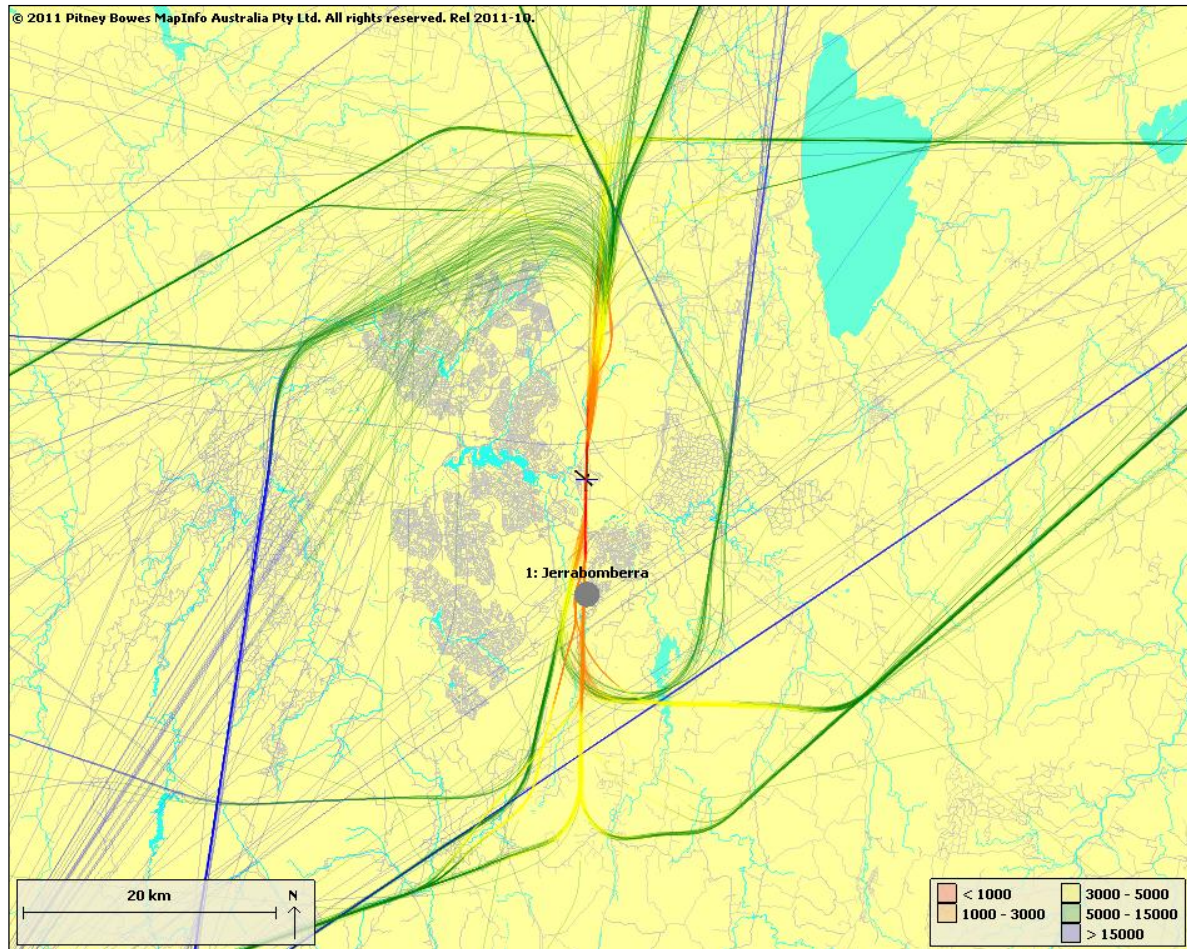 © 2011 Pitney Bowes MapInfo Australia Pty Ltd. All rights reserved. Rel 2011-10.
1: Jerrabomberra
20 km
N
< 1000
1000 - 3000
3000 - 5000
5000 - 15000
> 15000